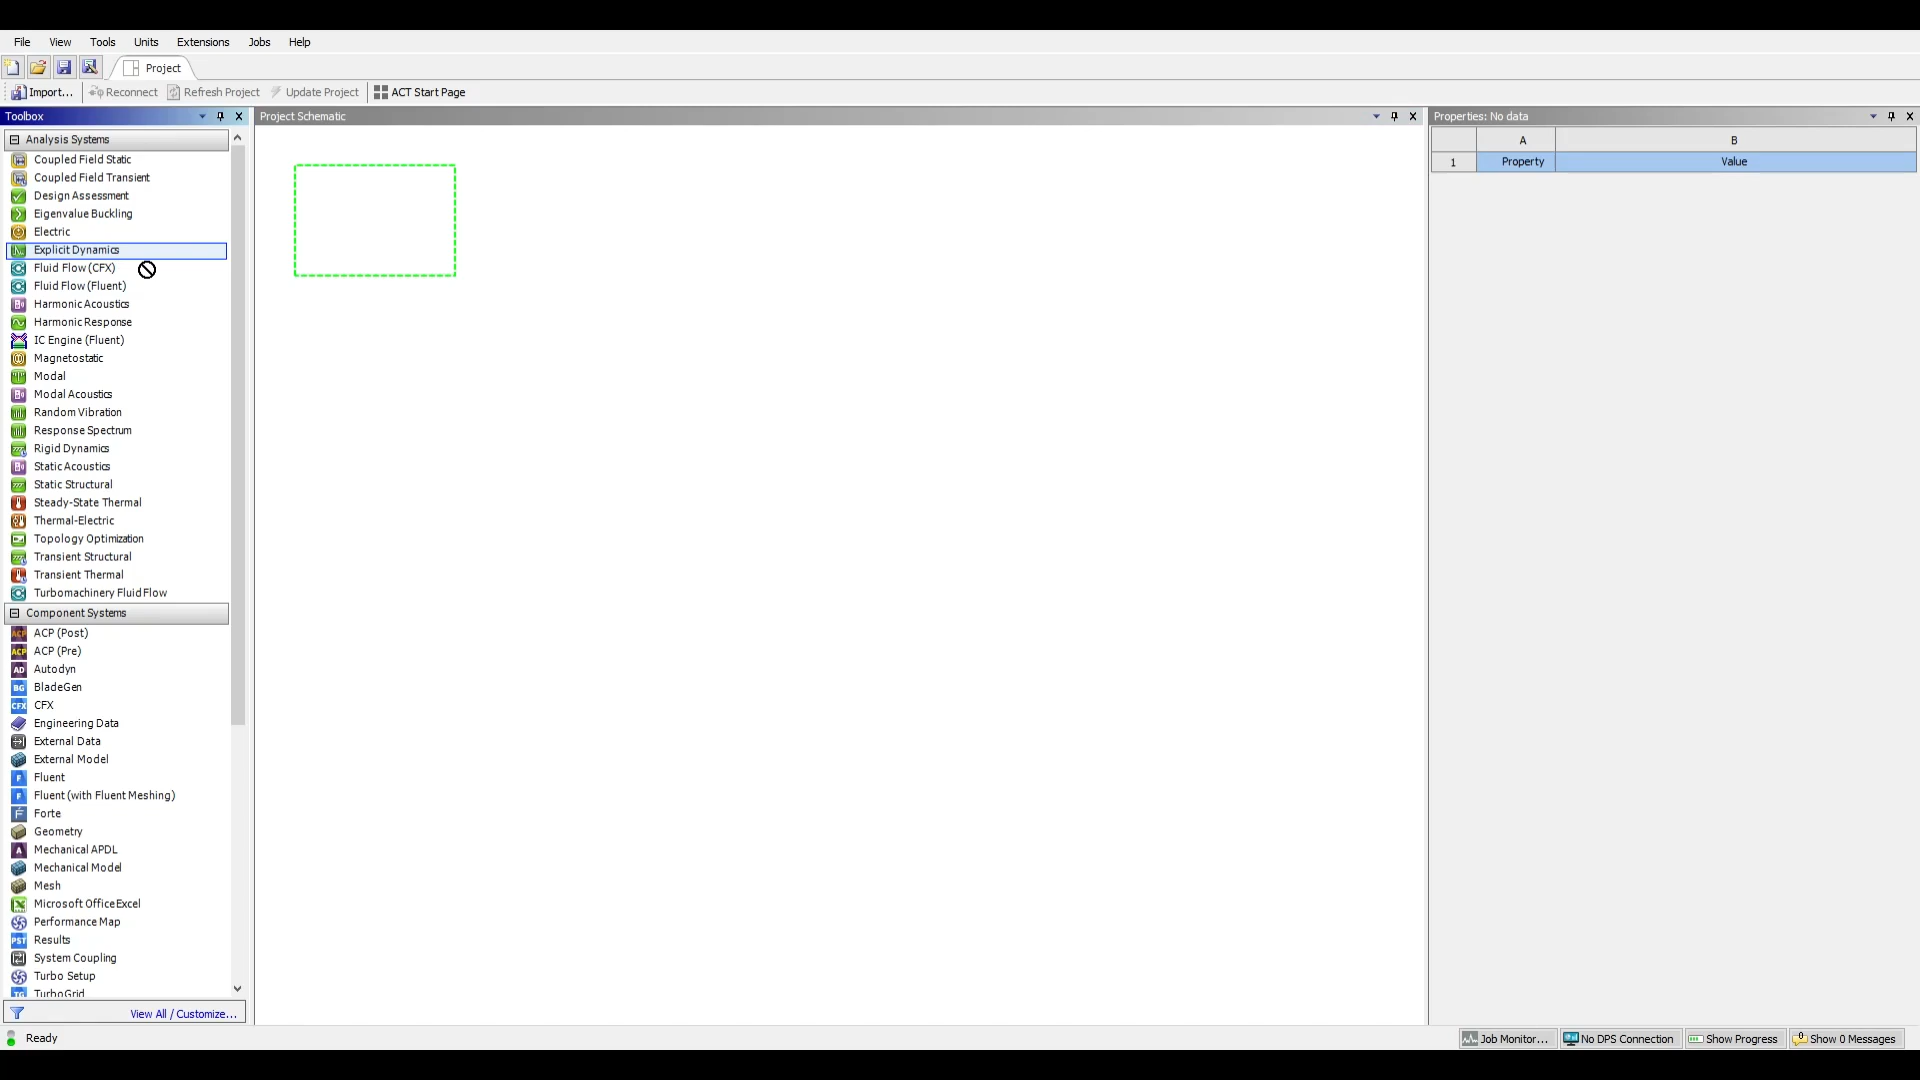 File View Tools Units Extensions Jobs Help
Project
Import... Reconnect Refresh Project Update Project ACT Start Page
Toolbox
Analysis Systems
Coupled Field Static
Coupled Field Transient
Design Assessment
Eigenvalue Buckling
Electric
Explicit Dynamics
Fluid Flow (CFX)
Fluid Flow (Fluent)
Harmonic Acoustics
Harmonic Response
IC Engine (Fluent)
Magnetostatic
Modal
Modal Acoustics
Random Vibration
Response Spectrum
Rigid Dynamics
Static Acoustics
Static Structural
Steady-State Thermal
Thermal-Electric
Topology Optimization
Transient Structural
Transient Thermal
Turbomachinery Fluid Flow
Component Systems
ACP ACP (Post)
ACP ACP (Pre)
AD Autodyn
BG BladeGen
CFX CFX
Engineering Data
External Data
External Model
F Fluent
F Fluent (with Fluent Meshing)
F Forte
Geometry
A Mechanical APDL
Mechanical Model
Mesh
Microsoft Office Excel
Performance Map
PST Results
System Coupling
Turbo Setup
TG TurboGrid
View All / Customize...
Project Schematic
Properties: No data
A B
1 Property Value
Ready
Job Monitor... No DPS Connection Show Progress Show 0 Messages